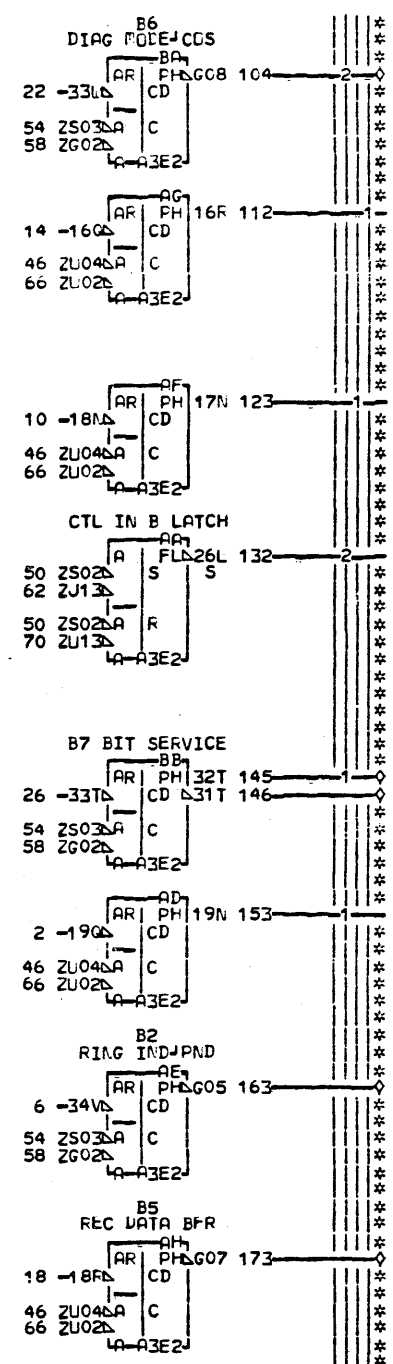 B6
DIAG MODE CDS
BA
AR PH G08 104 2
22 -33 CD
54 ZS03 A C
58 ZG02
A A3E2
AG
AR PH 16R 112 1
14 -16 CD
46 ZU04 A C
66 ZU02
A A3E2
AF
AR PH 17N 123 1
10 -18N CD
46 ZU04 A C
66 ZU02
A A3E2
CTL IN B LATCH
AA
A FL 26L 132 2
50 ZS02 S S
62 ZJ13
50 ZS02 A R
70 ZU13
A A3E2
B7 BIT SERVICE
BB
AR PH 32T 145 1
26 -33T CD 31T 146
54 ZS03 A C
58 ZG02
A A3E2
AD
AR PH 19N 153 1
2 -19Q CD
46 ZU04 A C
66 ZU02
A A3E2
B2
RING IND PND
AE
AR PH G05 163
6 -34V CD
54 ZS03 A C
58 ZG02
A A3E2
B5
REC DATA BFR
AH
AR PH G07 173
18 -18 CD
46 ZU04 A C
66 ZU02
A A3E2